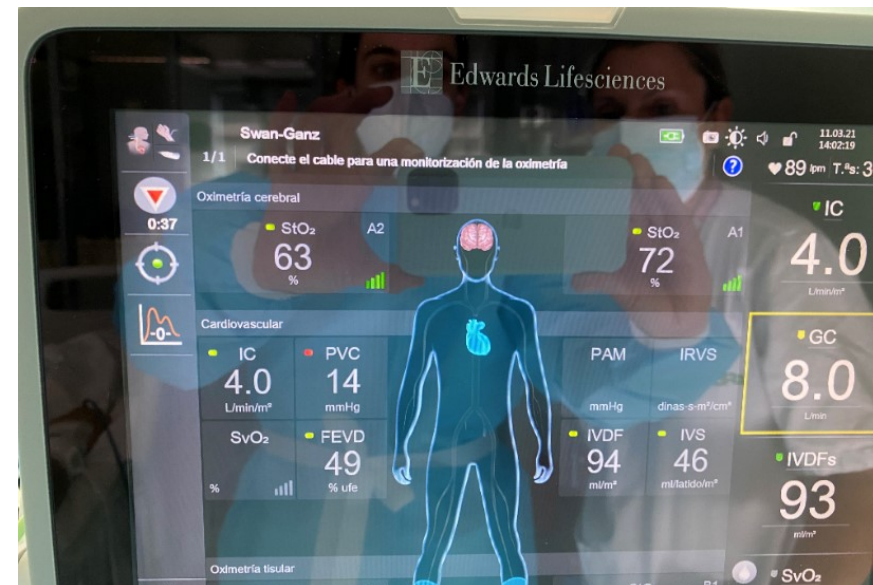 Edwards Lifesciences
Swan-Ganz
11.03.21
14:02:19
1/1 Conecte el cable para una monitorización de la oximetría
?
89 lpm T.ªs: 3
Oximetría cerebral
0:37
StO₂ A2
63
%
StO₂ A1
72
%
IC
4.0
L/min/m²
Cardiovascular
-0-
IC
4.0
L/min/m²
PVC
14
mmHg
PAM
mmHg
IRVS
dinas-s-m²/cm⁵
GC
8.0
L/min
SvO₂
%
FEVD
49
% ufe
IVDF
94
ml/m²
IVS
46
ml/latido/m²
IVDFs
93
ml/m²
Oximetría tisular
SvO₂